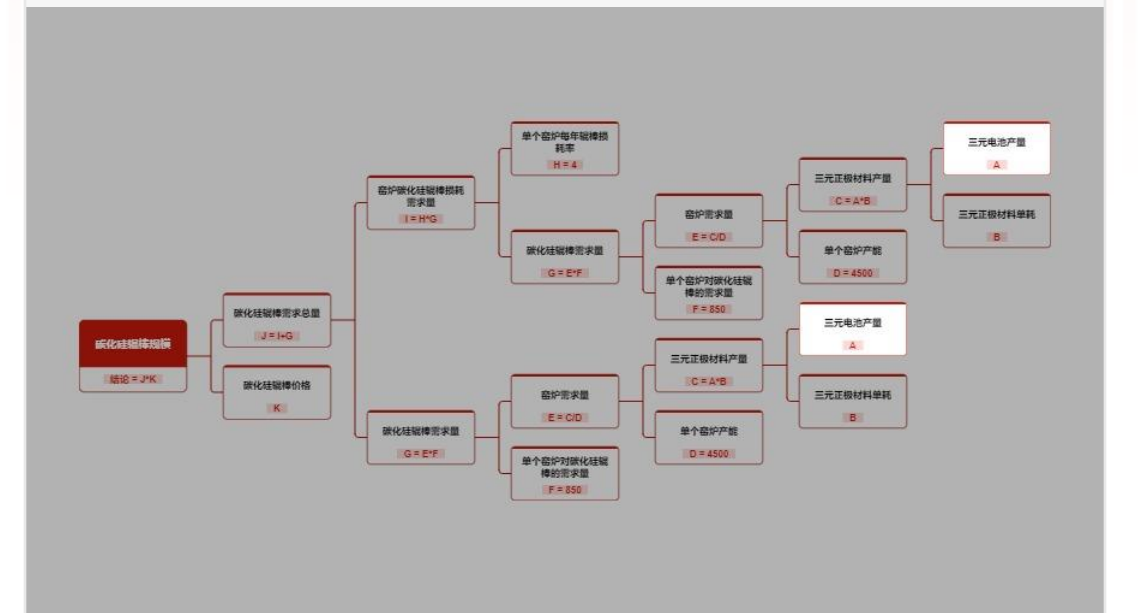 单个窑炉每年辊棒损
耗率
H = 4
三元电池产量
A
三元正极材料产量
C = A*B
窑炉碳化硅辊棒损耗
需求量
I = H*G
窑炉需求量
E = C/D
三元正极材料单耗
B
碳化硅辊棒需求量
G = E*F
单个窑炉产能
D = 4500
单个窑炉对碳化硅辊
棒的需求量
F = 850
碳化硅辊棒需求总量
J = I+G
三元电池产量
A
碳化硅辊棒规模
结论 = J*K
三元正极材料产量
C = A*B
碳化硅辊棒价格
K
窑炉需求量
E = C/D
三元正极材料单耗
B
碳化硅辊棒需求量
G = E*F
单个窑炉产能
D = 4500
单个窑炉对碳化硅辊
棒的需求量
F = 850